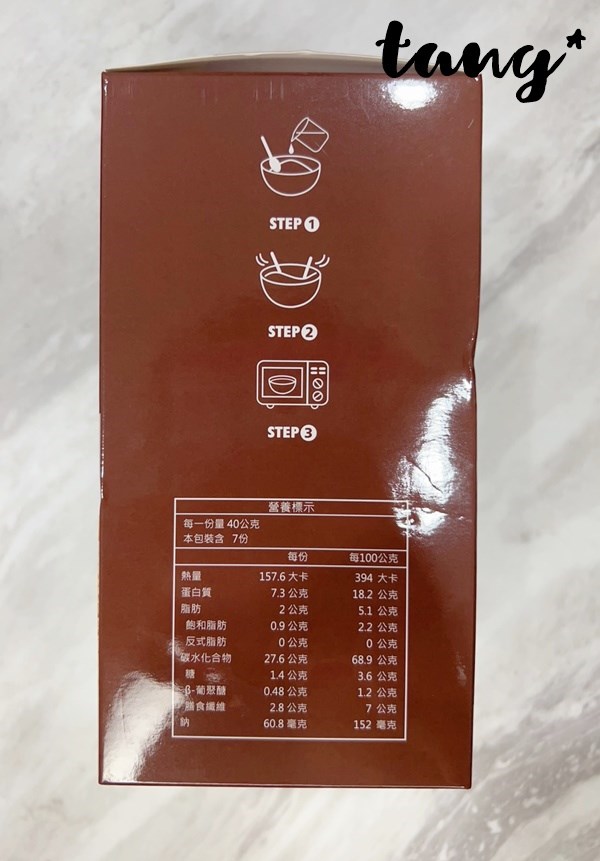 tang*
STEP 1
STEP 2
STEP 3
營養標示
每一份量 40公克
本包裝含 7份
每份 每100公克
熱量 157.6 大卡 394 大卡
蛋白質 7.3 公克 18.2 公克
脂肪 2 公克 5.1 公克
飽和脂肪 0.9 公克 2.2 公克
反式脂肪 0 公克 0 公克
碳水化合物 27.6 公克 68.9 公克
糖 1.4 公克 3.6 公克
β-葡聚醣 0.48 公克 1.2 公克
膳食纖維 2.8 公克 7 公克
鈉 60.8 毫克 152 毫克